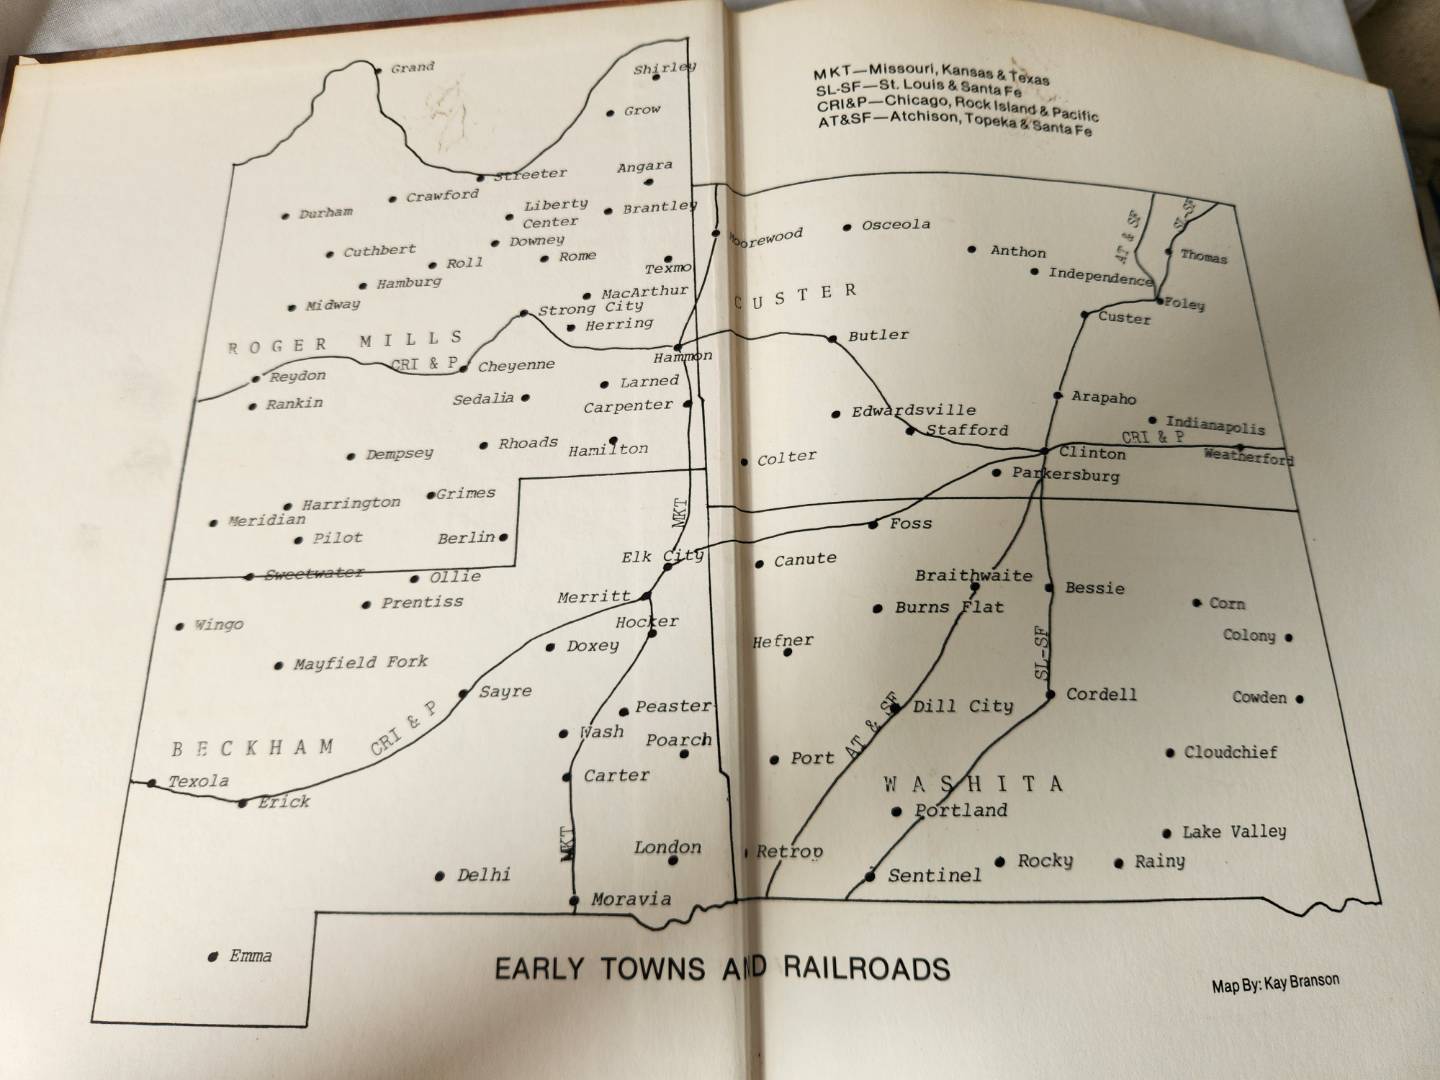 MKT—Missouri, Kansas & Texas
SL-SF—St. Louis & Santa Fe
CRI&P—Chicago, Rock Island & Pacific
AT&SF—Atchison, Topeka & Santa Fe
Grand
Shirley
Grow
Angara
Streeter
Crawford
Durham
Liberty
Center
Brantley
Downey
Cuthbert
Roll
Rome
Texmo
Hamburg
MacArthur
Midway
Strong City
Herring
ROGER MILLS
CRI & P
Cheyenne
Hammon
Reydon
Larned
Rankin
Sedalia
Carpenter
Rhoads
Hamilton
Dempsey
Grimes
Harrington
Meridian
Pilot
Berlin
MKT
Elk City
Sweetwater
Ollie
Prentiss
Merritt
Wingo
Hocker
Doxey
Mayfield Fork
Sayre
Peaster
CRI & P
Wash
Poarch
BECKHAM
Texola
Carter
Erick
MKT
London
Delhi
Moravia
Emma
Moorewood
Osceola
AT & SF
SL-SF
Anthon
Thomas
Independence
CUSTER
Foley
Custer
Butler
Arapaho
Edwardsville
Indianapolis
Stafford
CRI & P
Colter
Clinton
Weatherford
Parkersburg
Foss
Canute
Braithwaite
Bessie
Burns Flat
Corn
Hefner
Colony
SL-SF
Cordell
Cowden
Dill City
AT & SF
Port
Cloudchief
WASHITA
Portland
Lake Valley
Retrop
Rocky
Rainy
Sentinel
EARLY TOWNS AND RAILROADS
Map By: Kay Branson